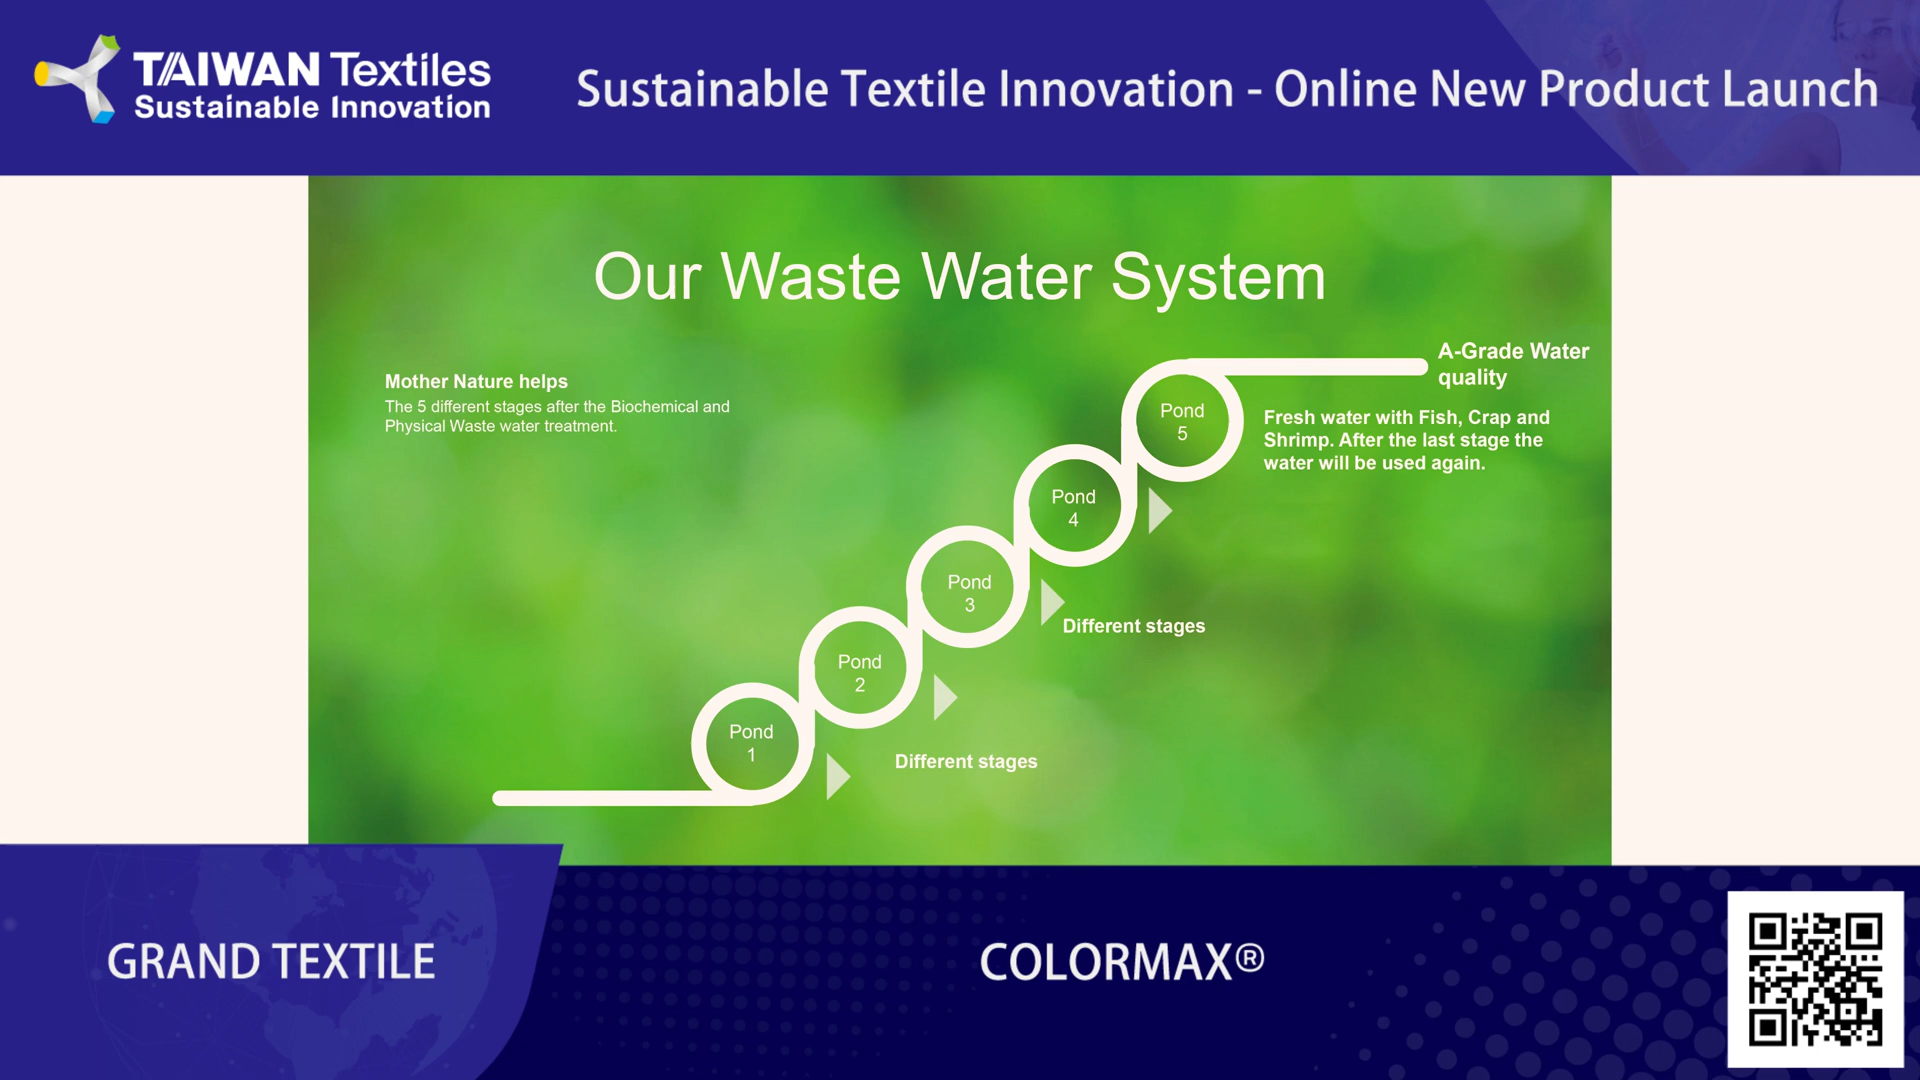 TAIWAN Textiles
Sustainable Innovation
Sustainable Textile Innovation - Online New Product Launch
Our Waste Water System
Mother Nature helps
The 5 different stages after the Biochemical and
Physical Waste water treatment.
A-Grade Water
quality
Fresh water with Fish, Crap and
Shrimp. After the last stage the
water will be used again.
Pond
5
Pond
4
Pond
3
Different stages
Pond
2
Pond
1
Different stages
GRAND TEXTILE
COLORMAX®